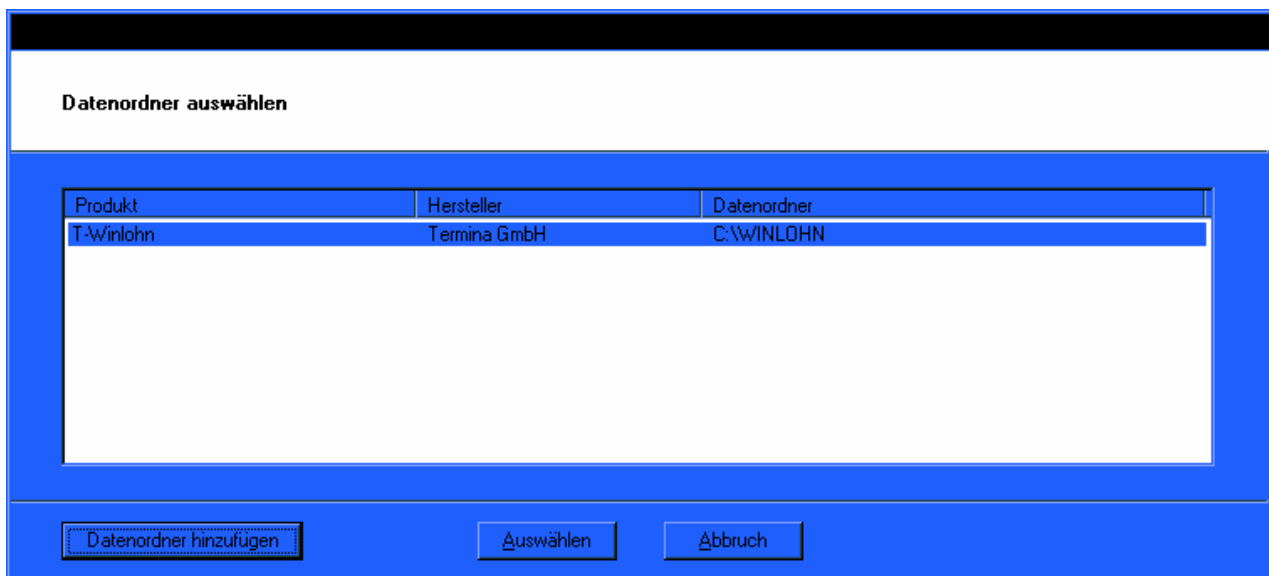 Datenordner auswählen
Produkt Hersteller Datenordner
T-Winlohn Termina GmbH C:\WINLOHN
Datenordner hinzufügen Auswählen Abbruch